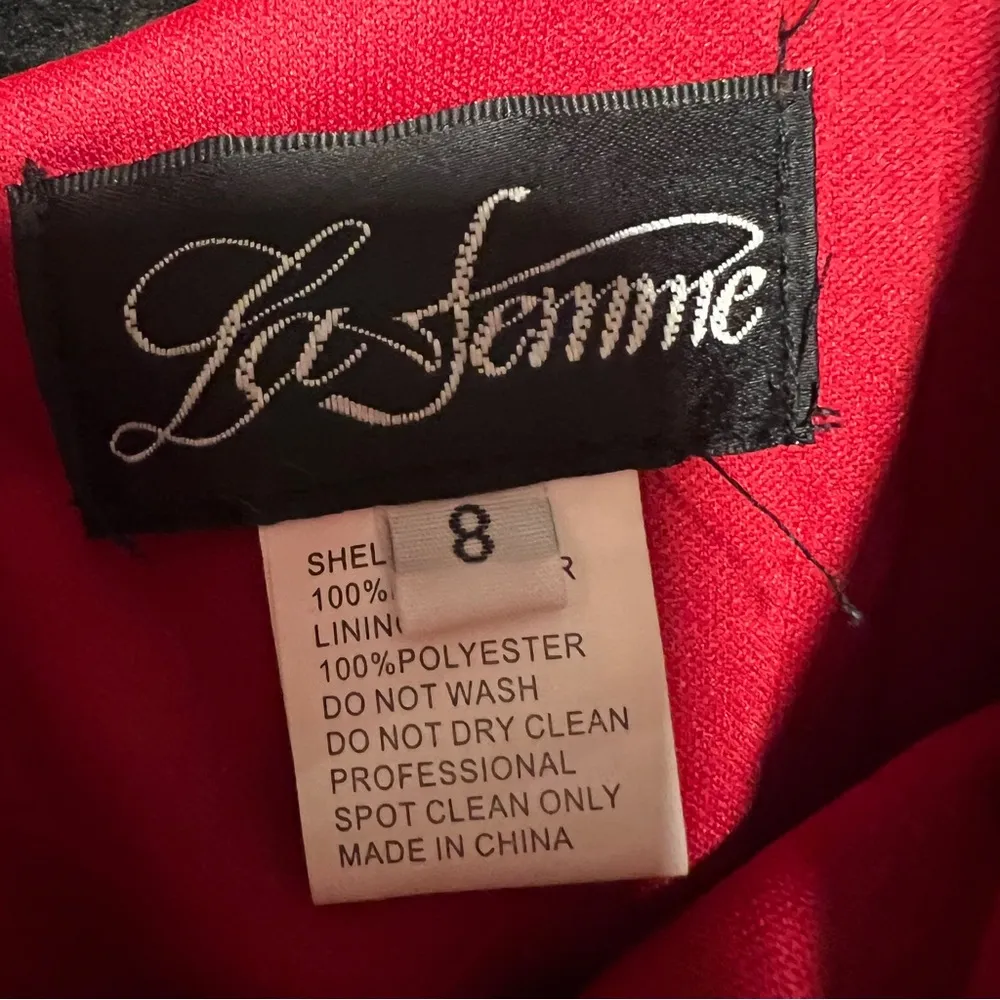 La Femme
8
SHEL
100%
LININ
100%POLYESTER
DO NOT WASH
DO NOT DRY CLEAN
PROFESSIONAL
SPOT CLEAN ONLY
MADE IN CHINA